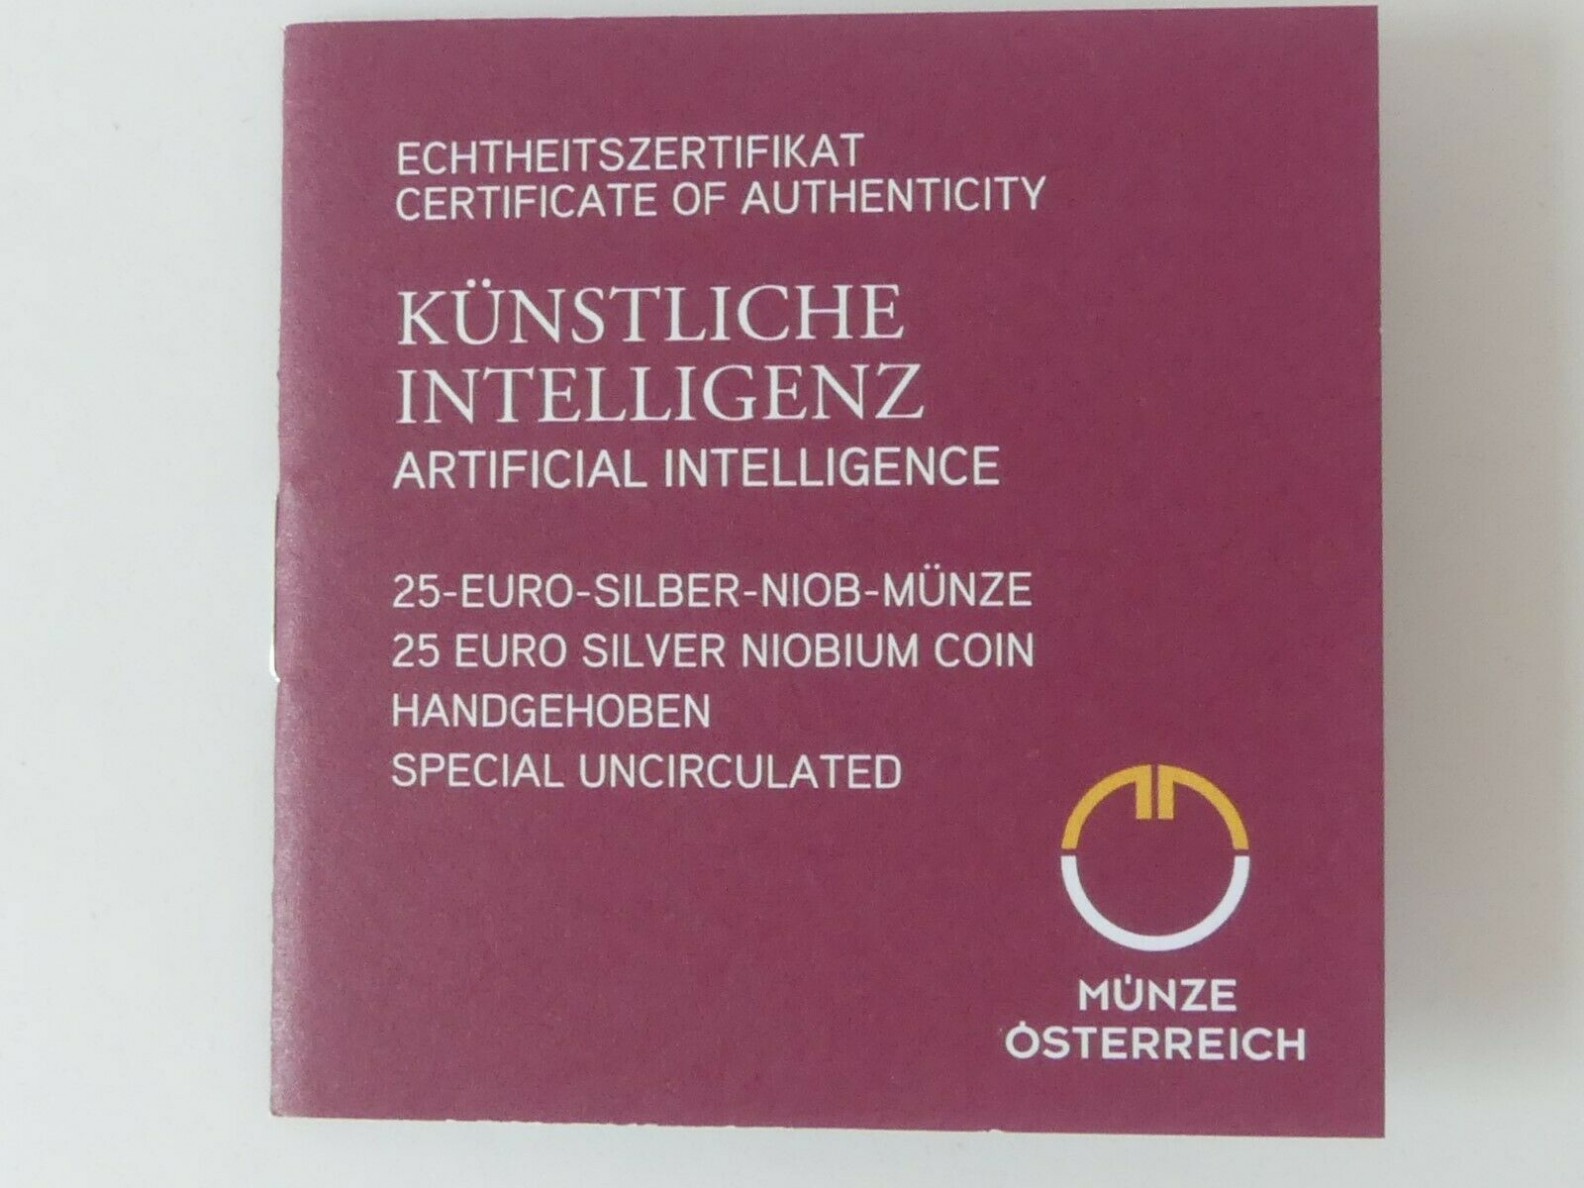 ECHTHEITSZERTIFIKAT
CERTIFICATE OF AUTHENTICITY
KÜNSTLICHE
INTELLIGENZ
ARTIFICIAL INTELLIGENCE
25-EURO-SILBER-NIOB-MÜNZE
25 EURO SILVER NIOBIUM COIN
HANDGEHOBEN
SPECIAL UNCIRCULATED
MÜNZE
ÖSTERREICH